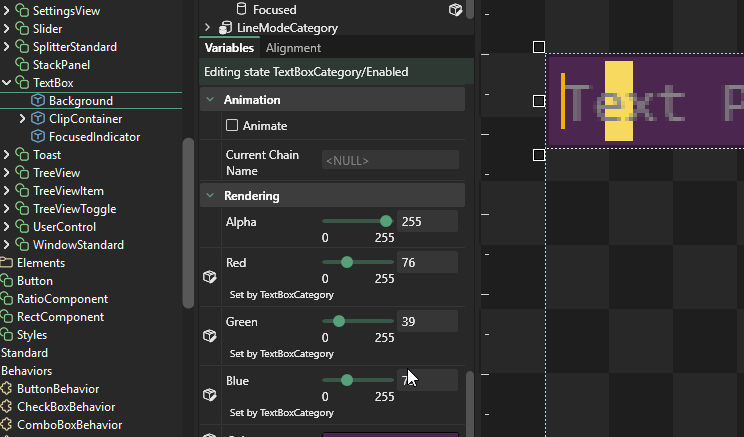 SettingsView
Slider
SplitterStandard
StackPanel
TextBox
Background
ClipContainer
FocusedIndicator
Toast
TreeView
TreeViewItem
TreeViewToggle
UserControl
WindowStandard
Elements
Button
RatioComponent
RectComponent
Styles
Standard
Behaviors
ButtonBehavior
CheckBoxBehavior
ComboBoxBehavior
Focused
LineModeCategory
Variables Alignment
Editing state TextBoxCategory/Enabled
Animation
Animate
Current Chain
Name
<NULL>
Rendering
Alpha 255
0 255
Red 76
0 255
Set by TextBoxCategory
Green 39
0 255
Set by TextBoxCategory
Blue
0 255
Set by TextBoxCategory
Text P